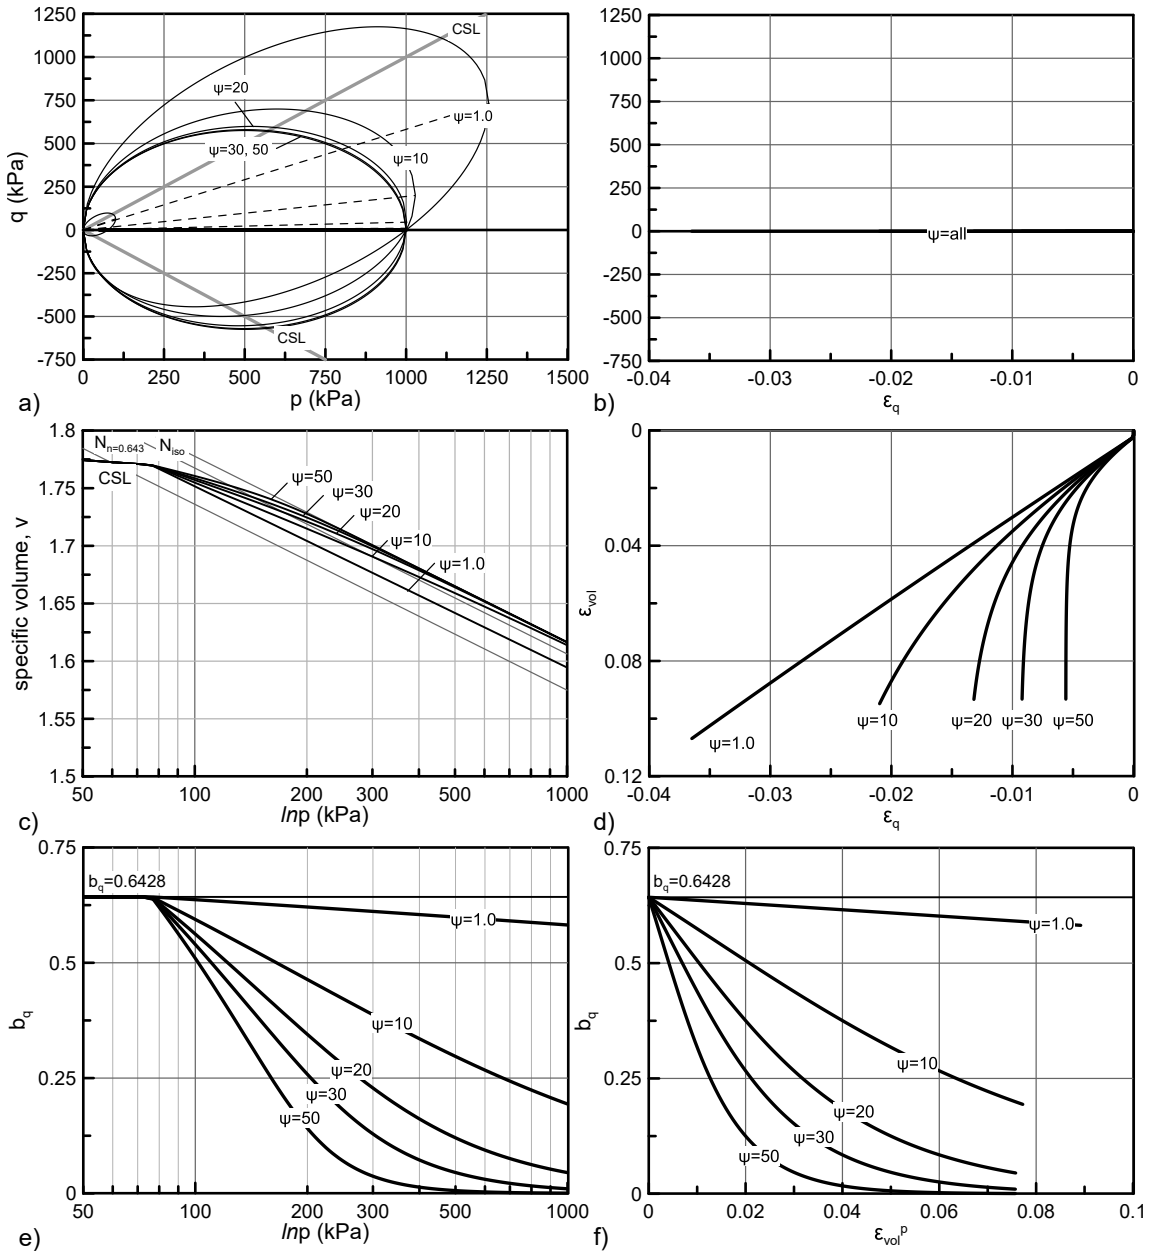 1250
1000
750
500
250
0
-250
-500
-750
q (kPa)
CSL
ψ=20
ψ=1.0
ψ=30, 50
ψ=10
CSL
0 250 500 750 1000 1250 1500
p (kPa)
a)
1250
1000
750
500
250
0
-250
-500
-750
ψ=all
-0.04 -0.03 -0.02 -0.01 0
εq
b)
1.8
1.75
1.7
1.65
1.6
1.55
1.5
specific volume, v
Nn=0.643 Niso
CSL
ψ=50
ψ=30
ψ=20
ψ=10
ψ=1.0
50 100 200 300 500 1000
lnp (kPa)
c)
0
0.04
0.08
0.12
εvol
ψ=10 ψ=20 ψ=30 ψ=50
ψ=1.0
-0.04 -0.03 -0.02 -0.01 0
εq
d)
0.75
0.5
0.25
0
bq
bq=0.6428
ψ=1.0
ψ=10
ψ=20
ψ=30
ψ=50
50 100 200 300 500 1000
lnp (kPa)
e)
0.75
0.5
0.25
0
bq
bq=0.6428
ψ=1.0
ψ=10
ψ=20
ψ=30
ψ=50
0 0.02 0.04 0.06 0.08 0.1
εvol^p
f)